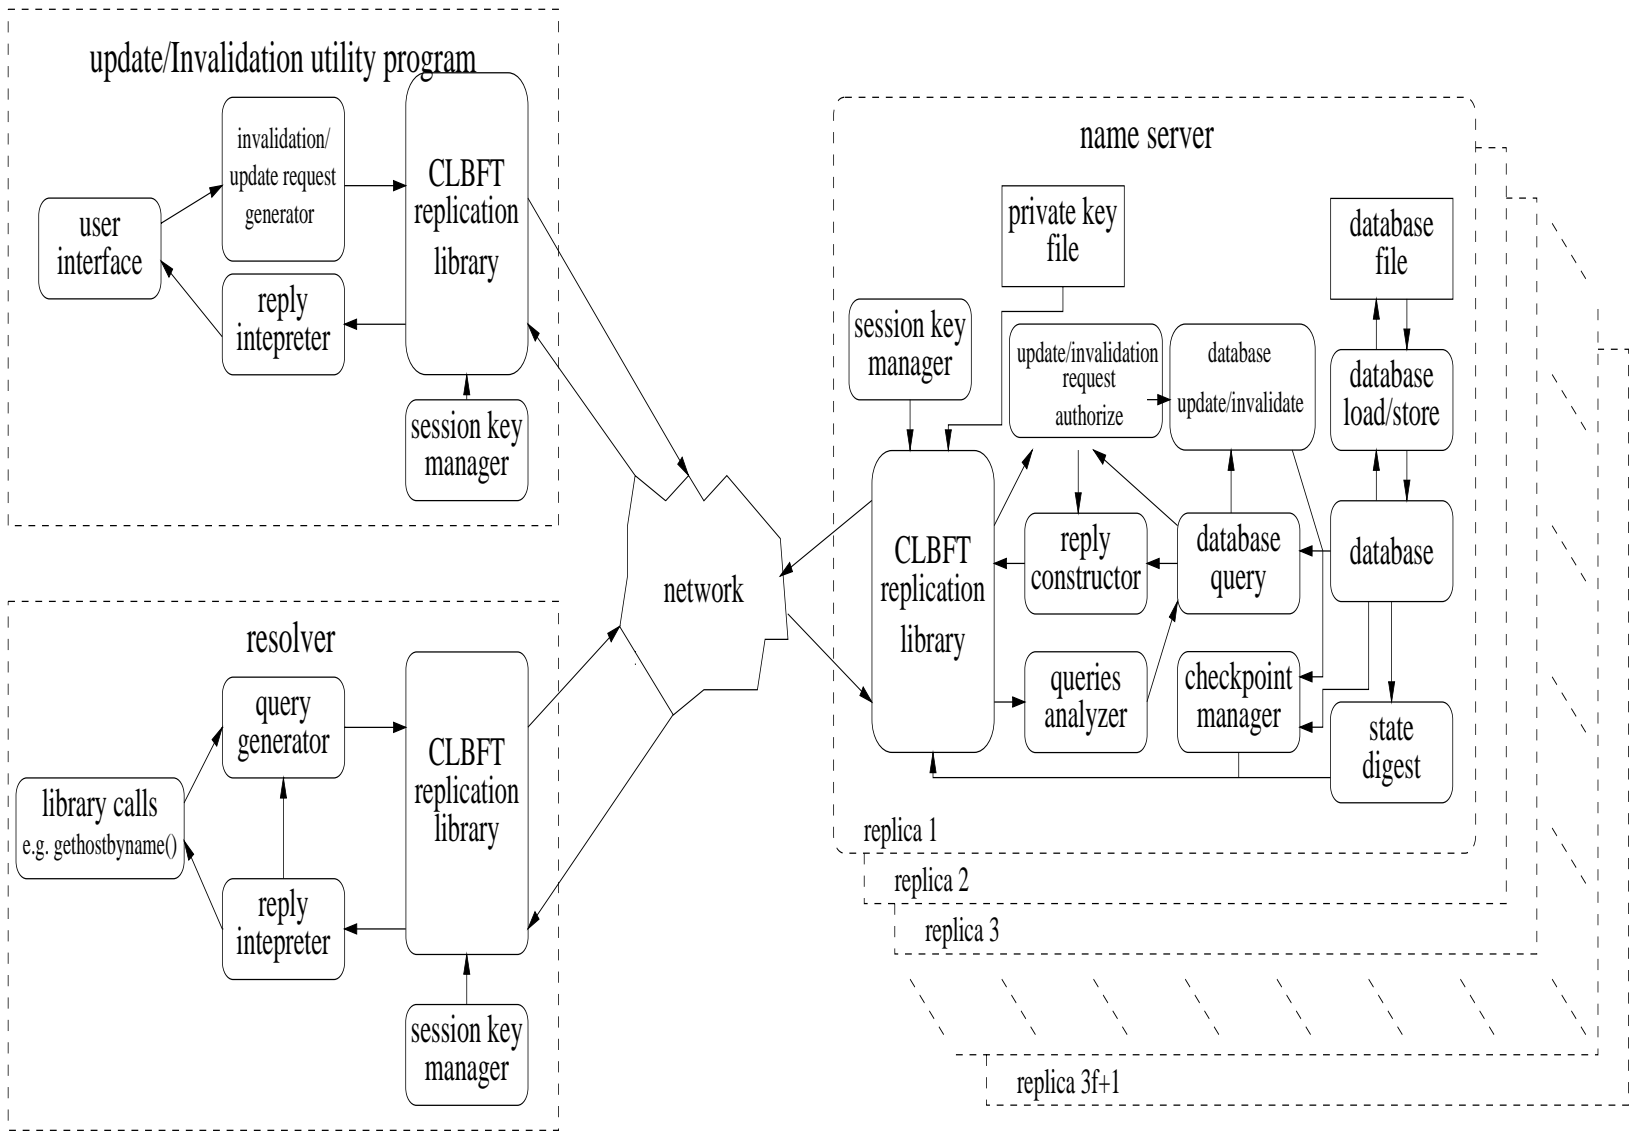 update/Invalidation utility program
invalidation/
update request
generator
CLBFT
replication
library
user
interface
reply
intepreter
session key
manager
resolver
query
generator
CLBFT
replication
library
library calls
e.g. gethostbyname()
reply
intepreter
session key
manager
network
name server
private key
file
database
file
session key
manager
update/invalidation
request
authorize
database
update/invalidate
database
load/store
CLBFT
replication
library
reply
constructor
database
query
database
queries
analyzer
checkpoint
manager
state
digest
replica 1
replica 2
replica 3
replica 3f+1